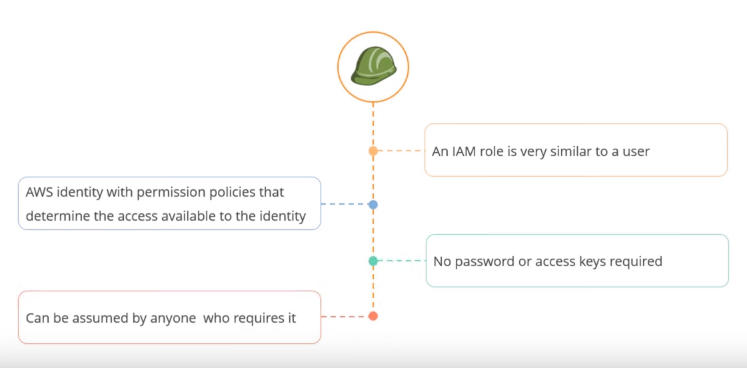 An IAM role is very similar to a user
AWS identity with permission policies that
determine the access available to the identity
No password or access keys required
Can be assumed by anyone who requires it